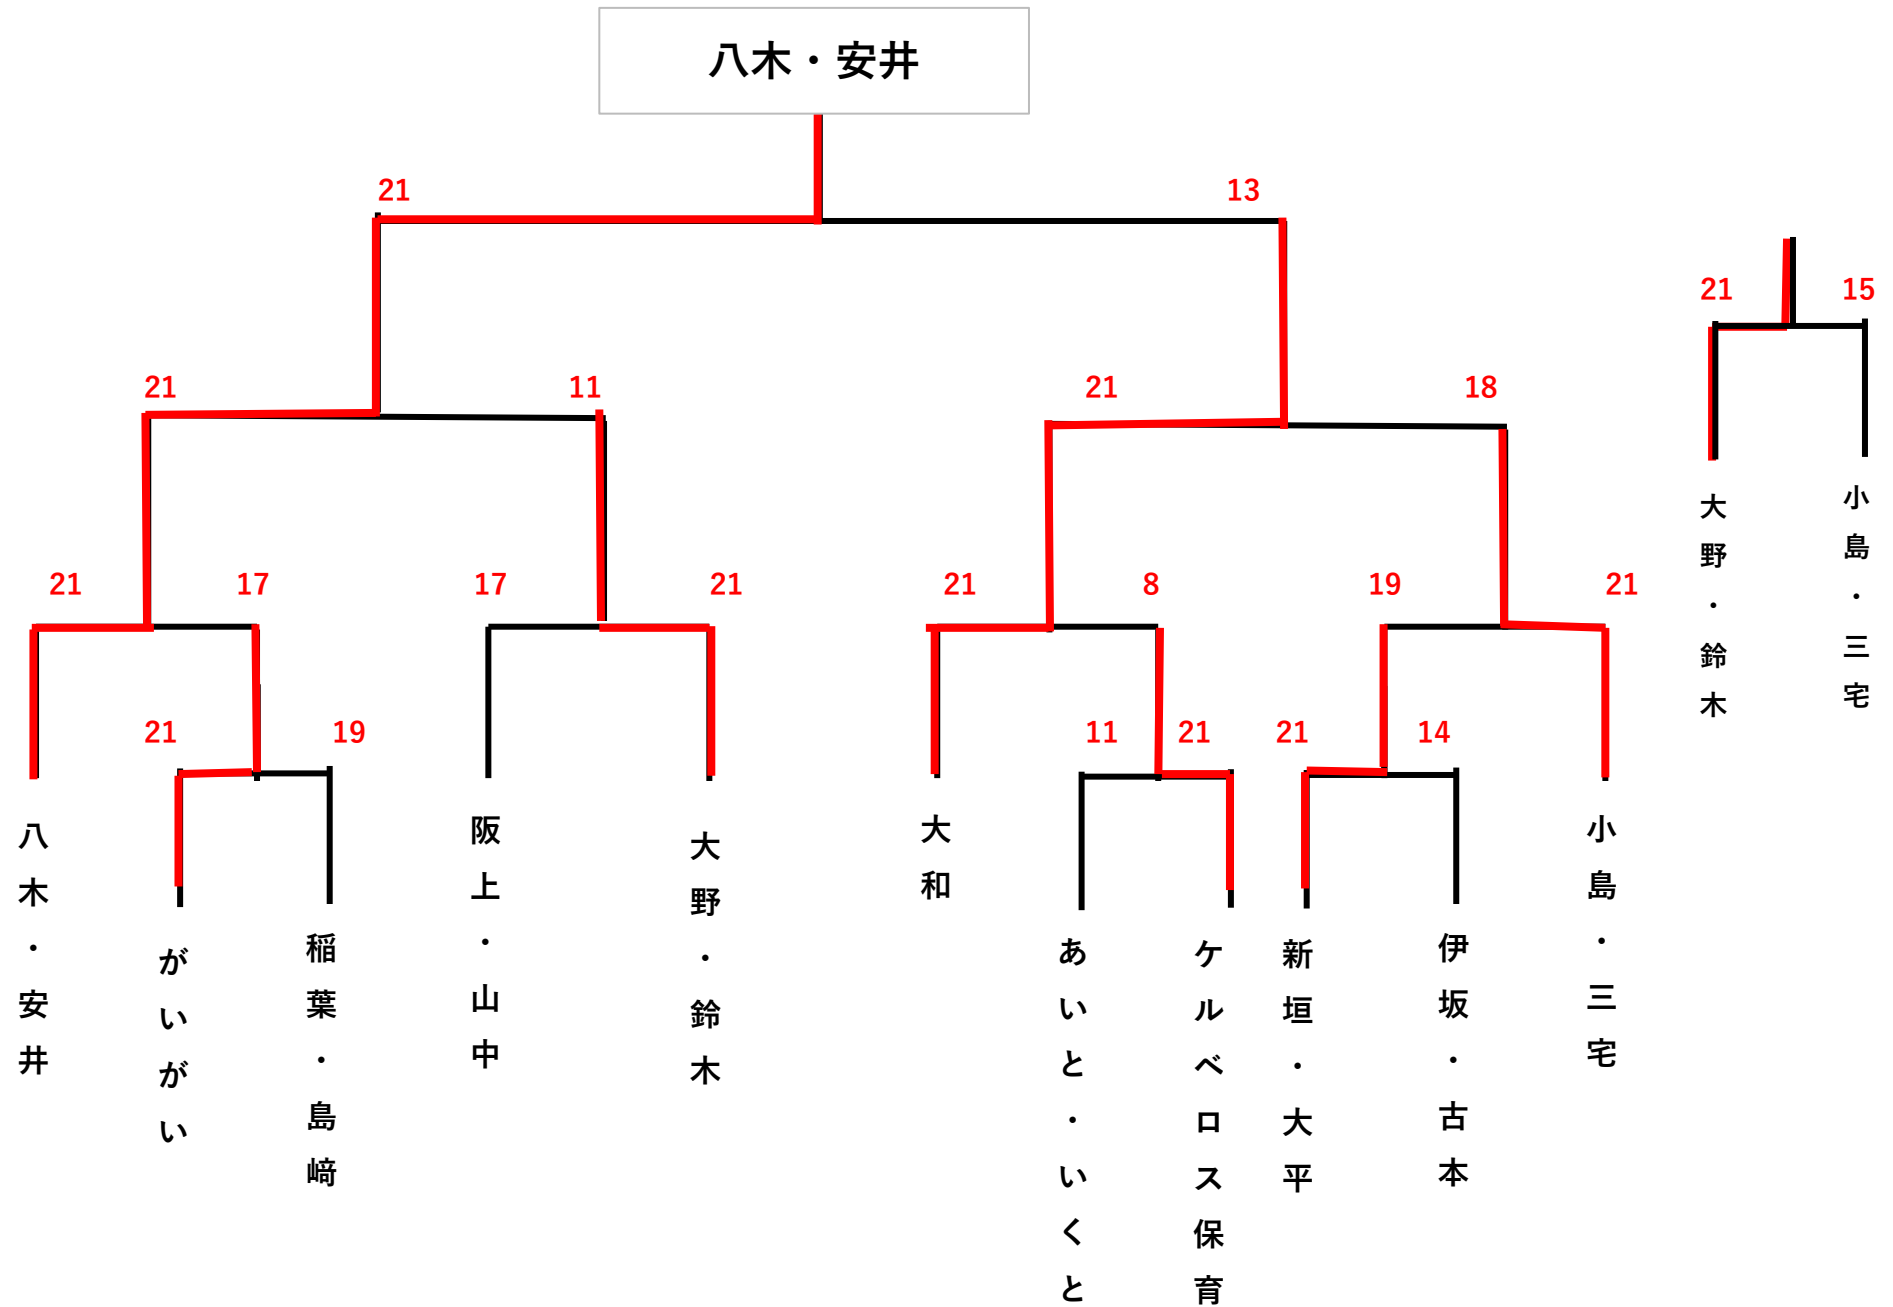 八木・安井
21
13
21
15
21
11
21
18
大野・鈴木
小島・三宅
21
17
17
21
21
8
19
21
21
19
11
21
21
14
八木・安井
がいがい
稲葉・島﨑
阪上・山中
大野・鈴木
大和
あいと・いくと
ケルベロス保育
新垣・大平
伊坂・古本
小島・三宅